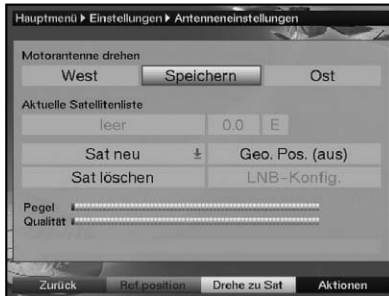 Hauptmenü Einstellungen Antenneneinstellungen
Motorantenne drehen
West Speichern Ost
Aktuelle Satellitenliste
leer 0.0 E
Sat neu Geo. Pos. (aus)
Sat löschen LNB-Konfig.
Pegel
Qualität
Zurück Ref.position Drehe zu Sat Aktionen